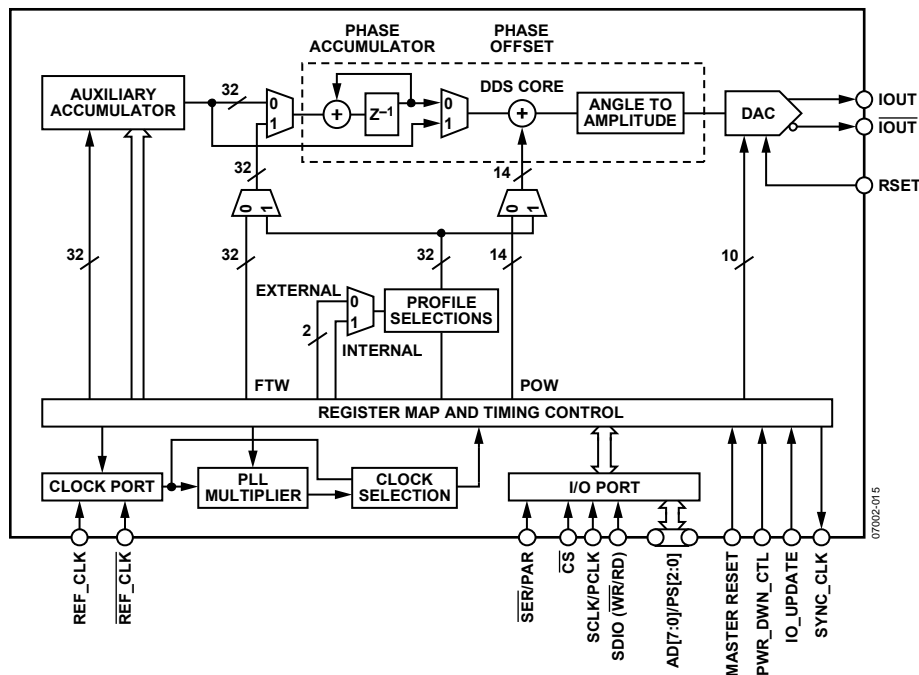 PHASE
ACCUMULATOR
PHASE
OFFSET
AUXILIARY
ACCUMULATOR
32
0
1
+
Z–1
0
1
DDS CORE
+
ANGLE TO
AMPLITUDE
DAC
IOUT
IOUT
RSET
32
14
0
1
0
1
32
32
32
14
10
EXTERNAL
0
1
2
INTERNAL
PROFILE
SELECTIONS
FTW
POW
REGISTER MAP AND TIMING CONTROL
CLOCK PORT
PLL
MULTIPLIER
CLOCK
SELECTION
I/O PORT
REF_CLK
REF_CLK
SER/PAR
CS
SCLK/PCLK
SDIO (WR/RD)
AD[7:0]/PS[2:0]
MASTER RESET
PWR_DWN_CTL
IO_UPDATE
SYNC_CLK
07002-015